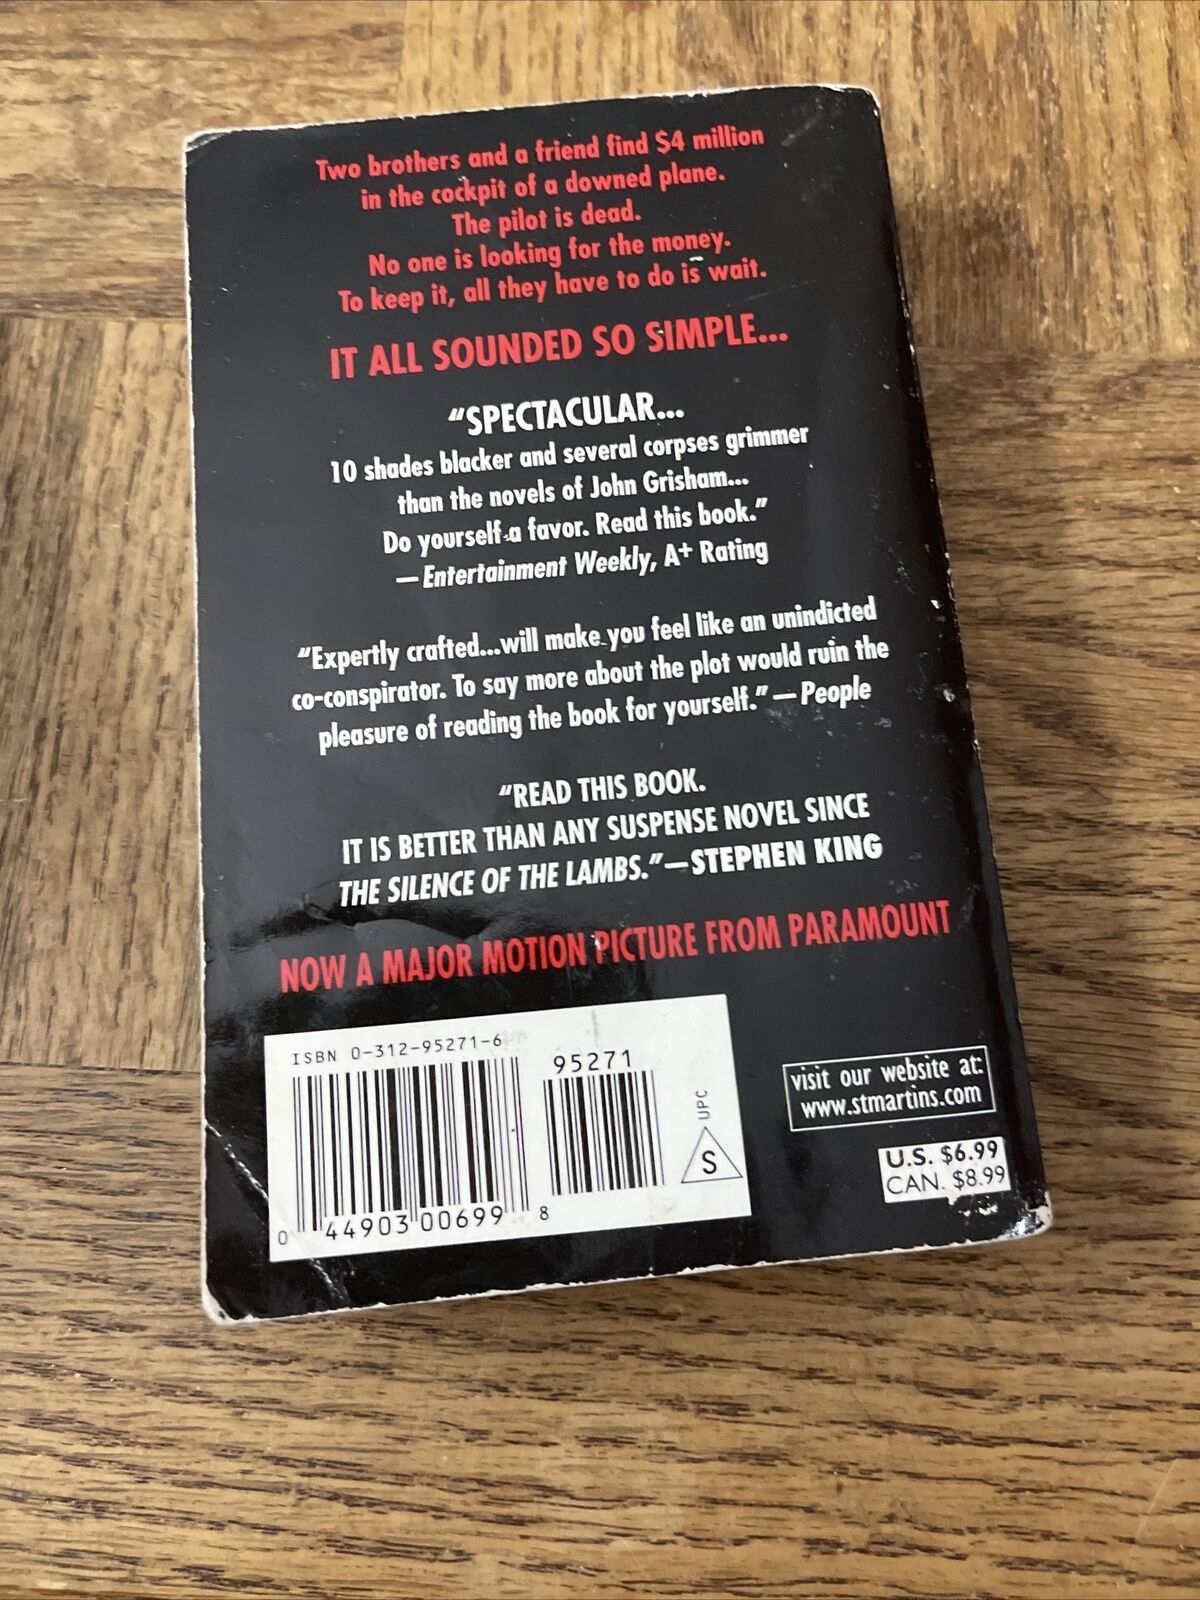 Two brothers and a friend find $4 million
in the cockpit of a downed plane.
The pilot is dead.
No one is looking for the money.
To keep it, all they have to do is wait.
IT ALL SOUNDED SO SIMPLE...
“SPECTACULAR...
10 shades blacker and several corpses grimmer
than the novels of John Grisham...
Do yourself a favor. Read this book.”
—Entertainment Weekly, A+ Rating
“Expertly crafted...will make you feel like an unindicted
co-conspirator. To say more about the plot would ruin the
pleasure of reading the book for yourself.”—People
“READ THIS BOOK.
IT IS BETTER THAN ANY SUSPENSE NOVEL SINCE
THE SILENCE OF THE LAMBS.”—STEPHEN KING
NOW A MAJOR MOTION PICTURE FROM PARAMOUNT
ISBN 0-312-95271-6
95271
UPC
S
0 44903 00699 8
visit our website at:
www.stmartins.com
U.S. $6.99
CAN. $8.99